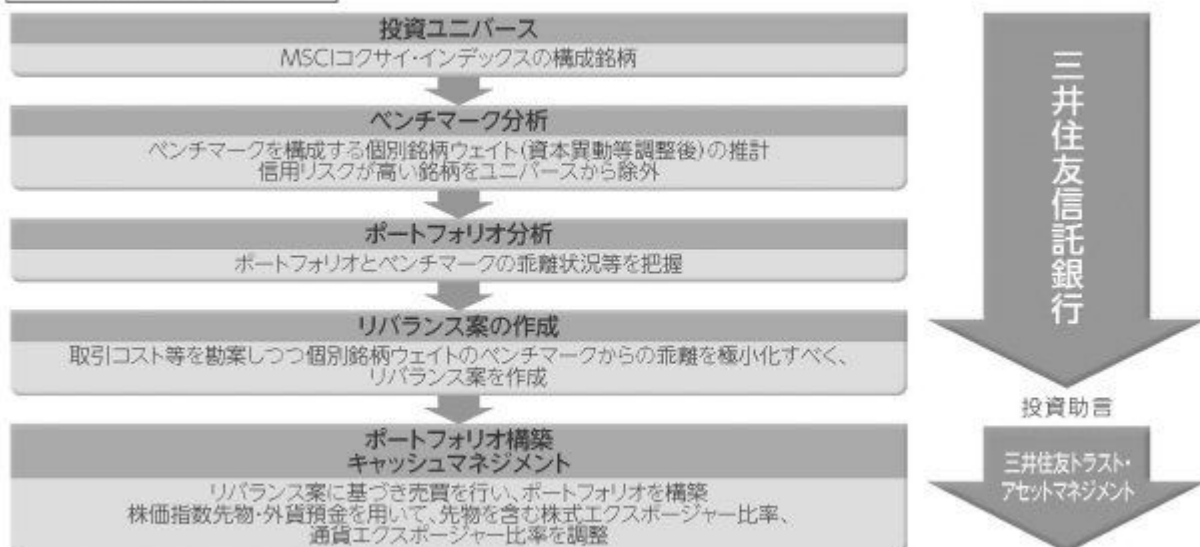 投資ユニバース
MSCIコクサイ・インデックスの構成銘柄
ベンチマーク分析
ベンチマークを構成する個別銘柄ウェイト(資本異動等調整後)の推計
信用リスクが高い銘柄をユニバースから除外
ポートフォリオ分析
ポートフォリオとベンチマークの乖離状況等を把握
リバランス案の作成
取引コスト等を勘案しつつ個別銘柄ウェイトのベンチマークからの乖離を極小化すべく、
リバランス案を作成
ポートフォリオ構築
キャッシュマネジメント
リバランス案に基づき売買を行い、ポートフォリオを構築
株価指数先物・外貨預金を用いて、先物を含む株式エクスポージャー比率、
通貨エクスポージャー比率を調整
三井住友信託銀行
投資助言
三井住友トラスト・
アセットマネジメント